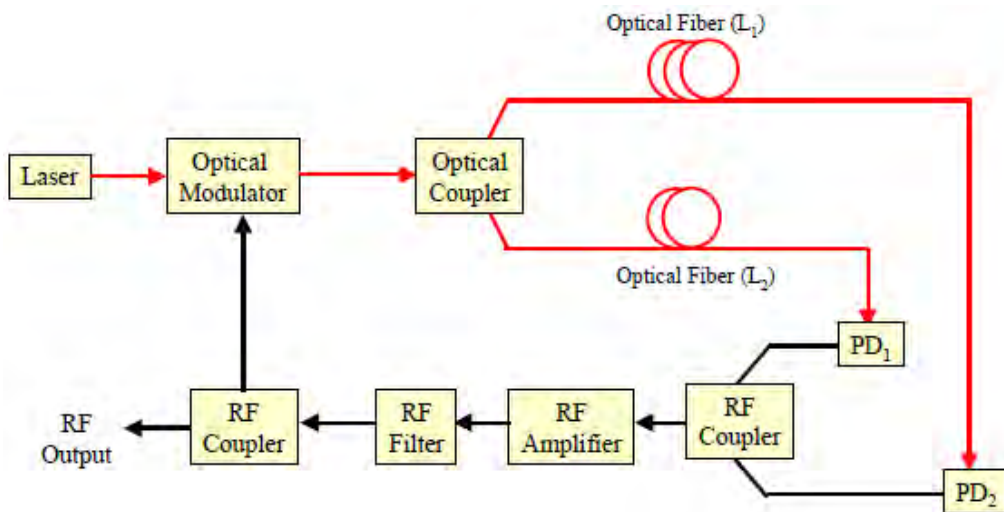 Optical Fiber (L₁)
Laser
Optical
Modulator
Optical
Coupler
Optical Fiber (L₂)
PD₁
RF
Output
RF
Coupler
RF
Filter
RF
Amplifier
RF
Coupler
PD₂